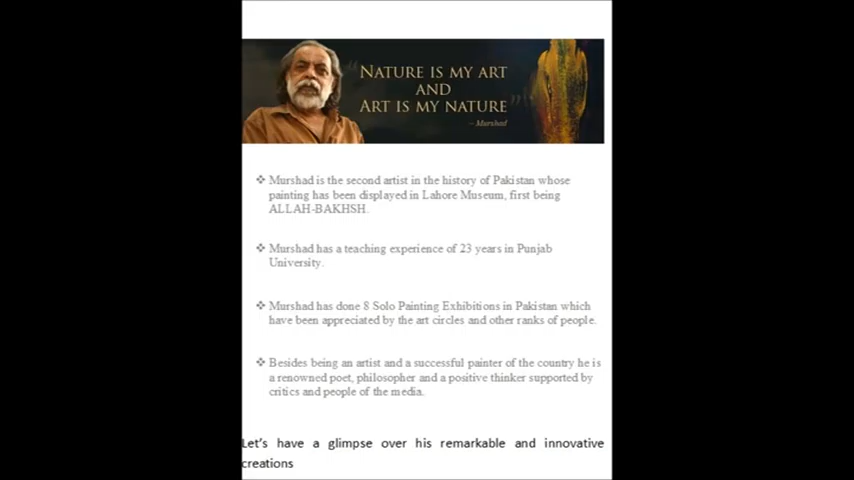 "NATURE IS MY ART
AND
ART IS MY NATURE"
– Murshad
❖ Murshad is the second artist in the history of Pakistan whose
painting has been displayed in Lahore Museum, first being
ALLAH-BAKHSH.
❖ Murshad has a teaching experience of 23 years in Punjab
University.
❖ Murshad has done 8 Solo Painting Exhibitions in Pakistan which
have been appreciated by the art circles and other ranks of people.
❖ Besides being an artist and a successful painter of the country he is
a renowned poet, philosopher and a positive thinker supported by
critics and people of the media.
Let's have a glimpse over his remarkable and innovative
creations